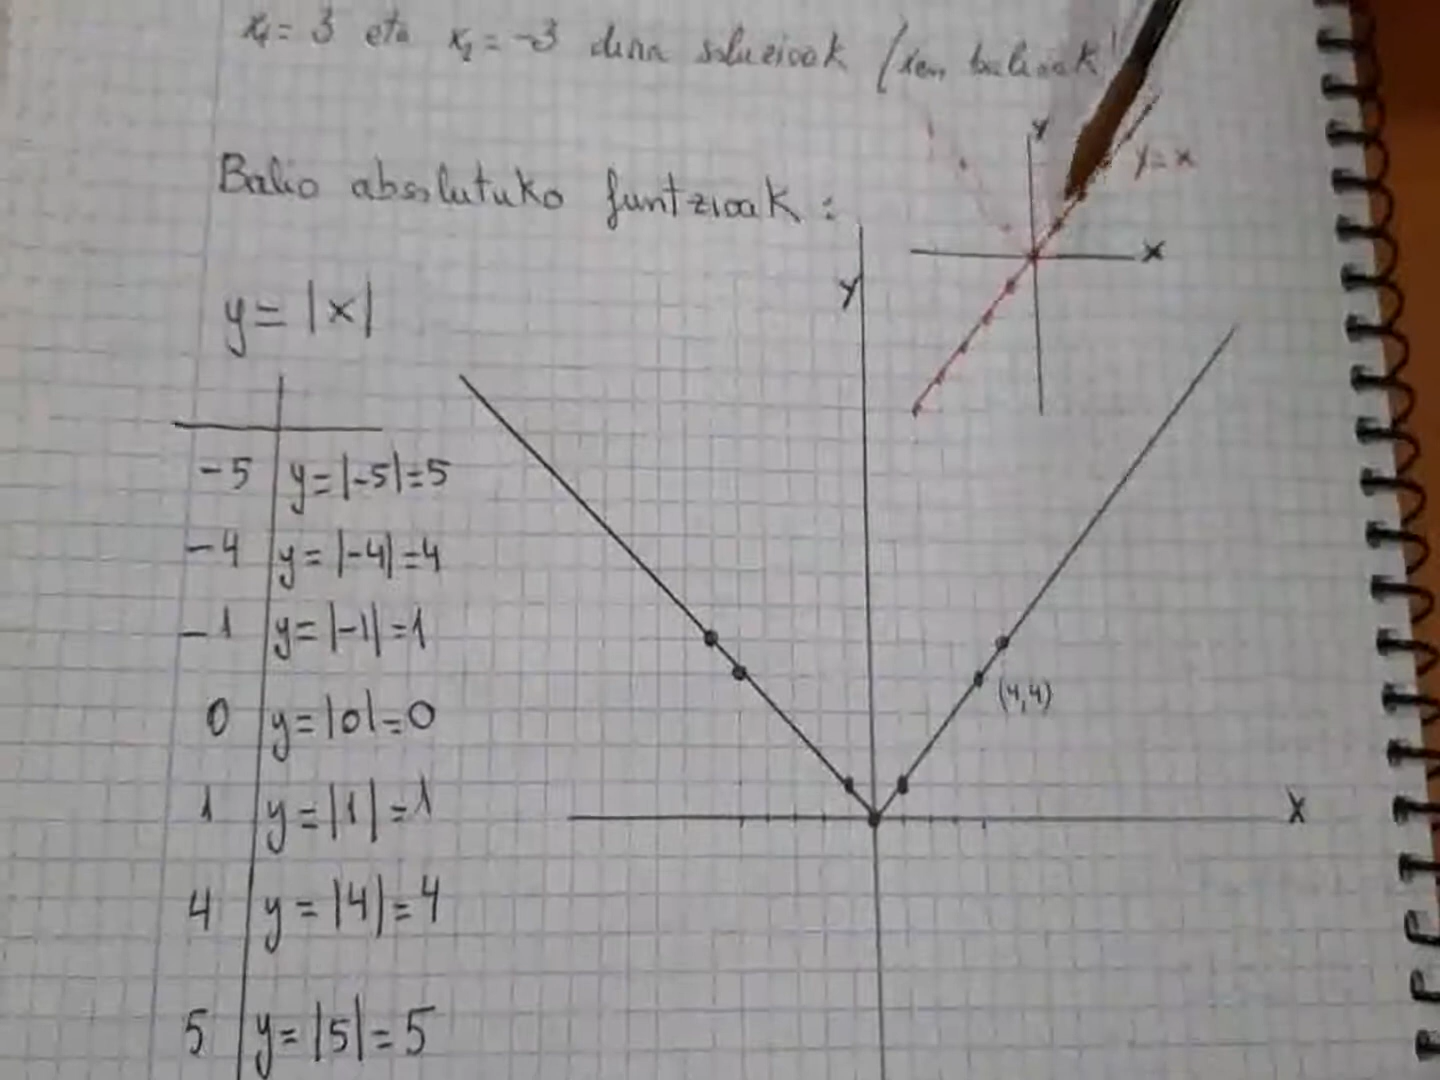 x₁ = 3 eta x₂ = -3 dira soluzioak
Balio absolutuko funtzioak :
y = |x|
-5 y = |-5| = 5
-4 y = |-4| = 4
-1 y = |-1| = 1
0 y = |0| = 0
1 y = |1| = 1
4 y = |4| = 4
5 y = |5| = 5
y
y = x
x
y
(4,4)
x